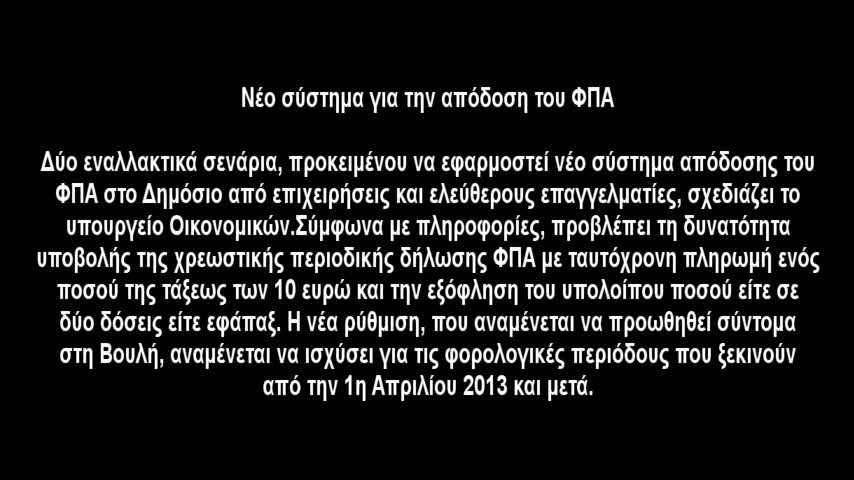 Νέο σύστημα για την απόδοση του ΦΠΑ
Δύο εναλλακτικά σενάρια, προκειμένου να εφαρμοστεί νέο σύστημα απόδοσης του
ΦΠΑ στο Δημόσιο από επιχειρήσεις και ελεύθερους επαγγελματίες, σχεδιάζει το
υπουργείο Οικονομικών.Σύμφωνα με πληροφορίες, προβλέπει τη δυνατότητα
υποβολής της χρεωστικής περιοδικής δήλωσης ΦΠΑ με ταυτόχρονη πληρωμή ενός
ποσού της τάξεως των 10 ευρώ και την εξόφληση του υπολοίπου ποσού είτε σε
δύο δόσεις είτε εφάπαξ. Η νέα ρύθμιση, που αναμένεται να προωθηθεί σύντομα
στη Βουλή, αναμένεται να ισχύσει για τις φορολογικές περιόδους που ξεκινούν
από την 1η Απριλίου 2013 και μετά.